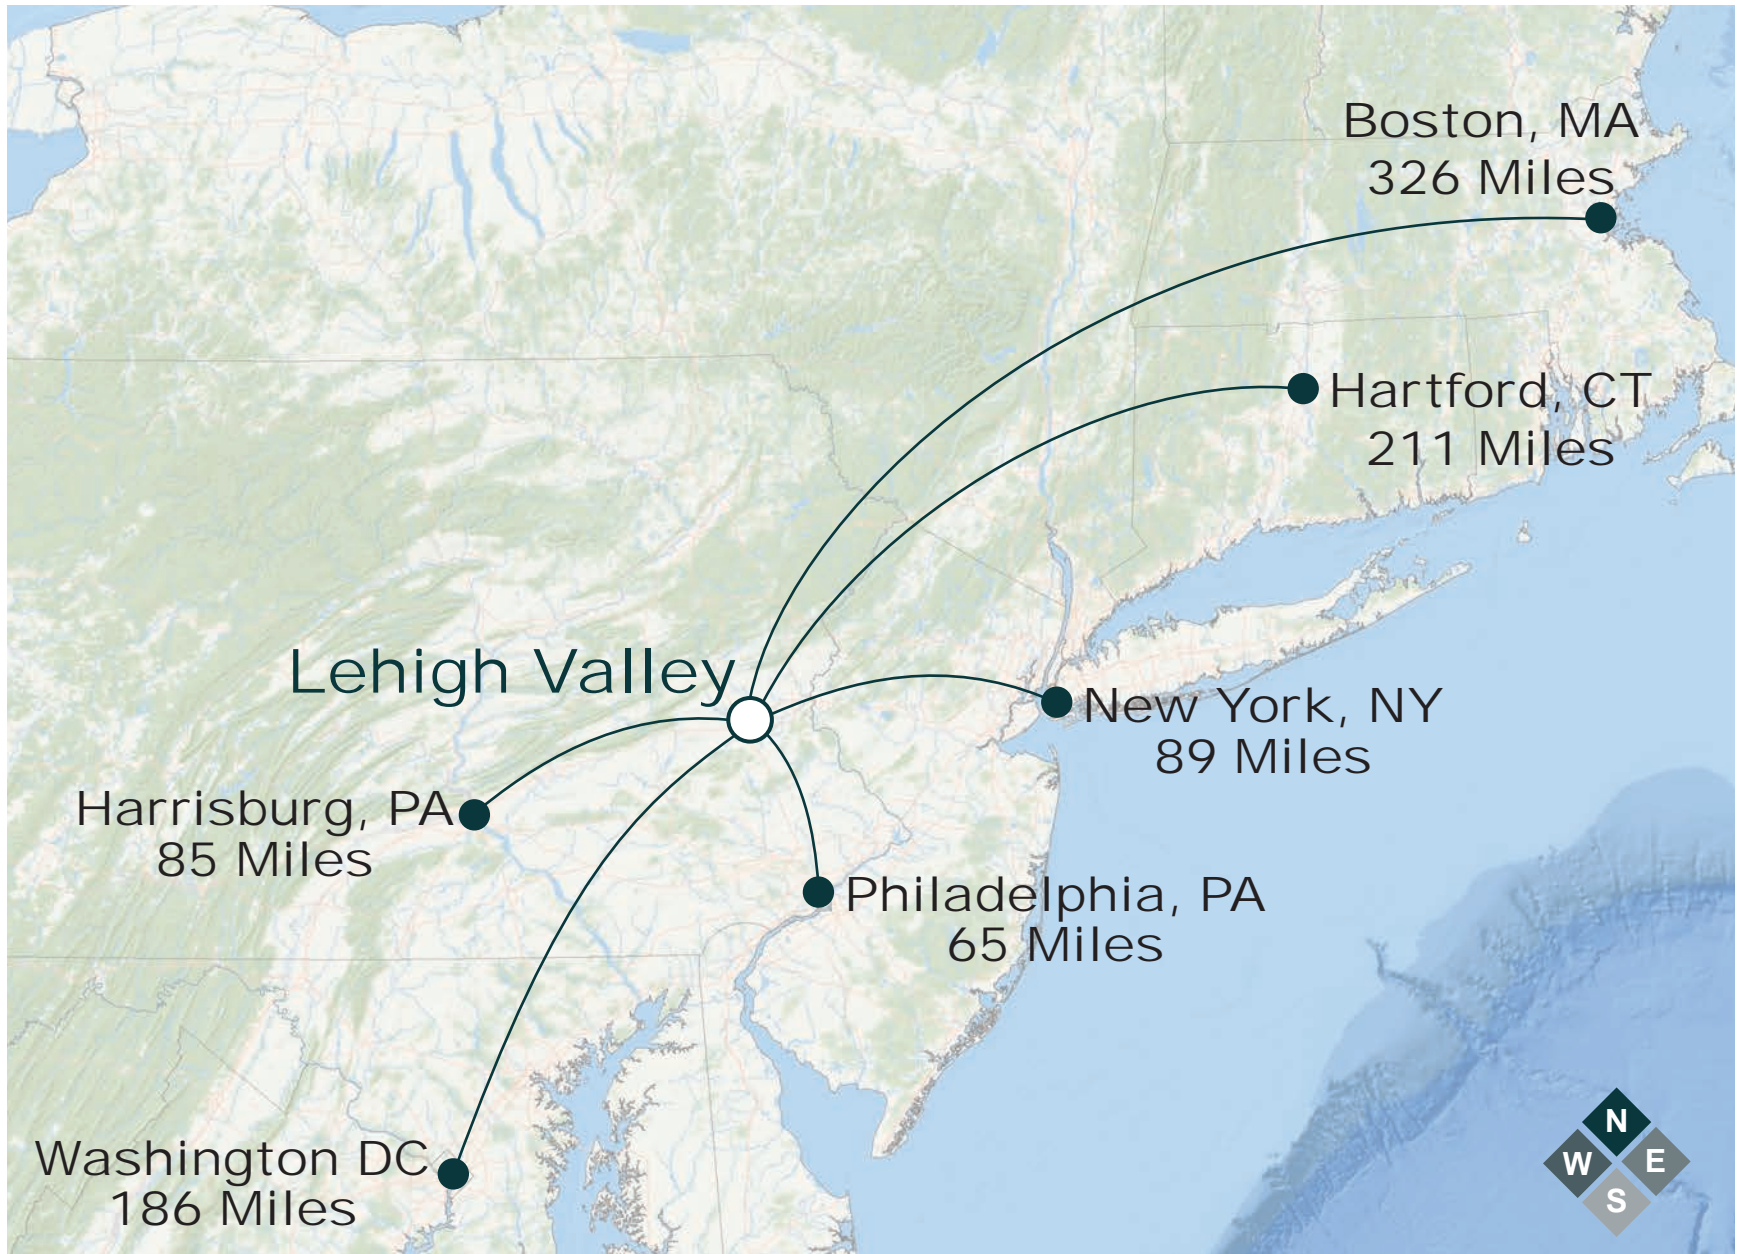 Boston, MA
326 Miles
Hartford, CT
211 Miles
Lehigh Valley
New York, NY
89 Miles
Harrisburg, PA
85 Miles
Philadelphia, PA
65 Miles
Washington DC
186 Miles
N
W
E
S